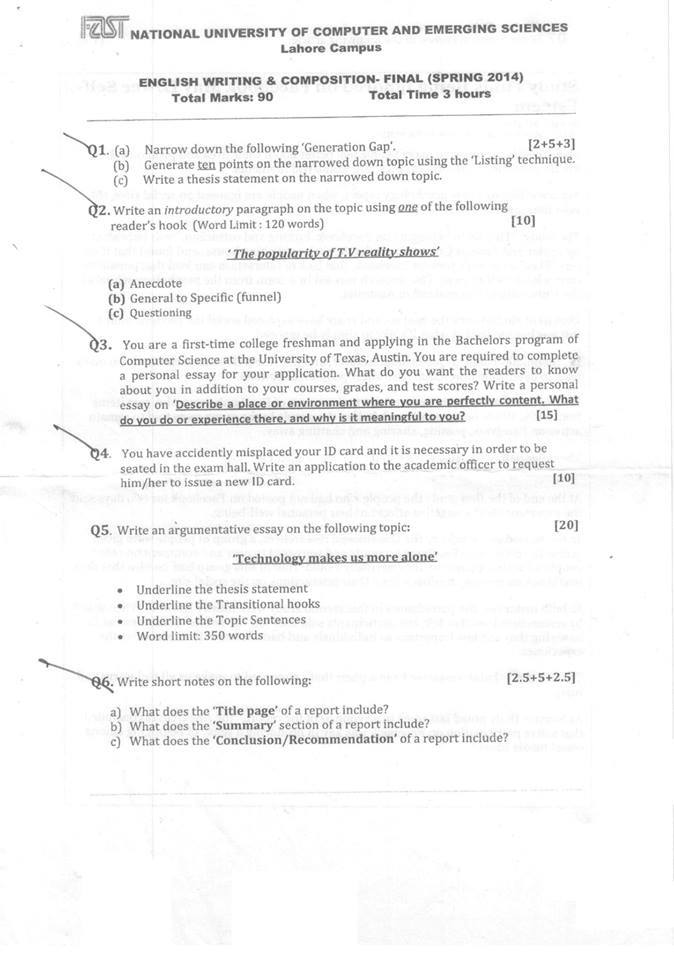 FAST NATIONAL UNIVERSITY OF COMPUTER AND EMERGING SCIENCES
Lahore Campus
ENGLISH WRITING & COMPOSITION- FINAL (SPRING 2014)
Total Marks: 90 Total Time 3 hours
Q1. (a) Narrow down the following 'Generation Gap'. [2+5+3]
(b) Generate ten points on the narrowed down topic using the 'Listing' technique.
(c) Write a thesis statement on the narrowed down topic.
Q2. Write an introductory paragraph on the topic using one of the following
reader's hook (Word Limit : 120 words) [10]
' The popularity of T.V reality shows'
(a) Anecdote
(b) General to Specific (funnel)
(c) Questioning
Q3. You are a first-time college freshman and applying in the Bachelors program of
Computer Science at the University of Texas, Austin. You are required to complete
a personal essay for your application. What do you want the readers to know
about you in addition to your courses, grades, and test scores? Write a personal
essay on 'Describe a place or environment where you are perfectly content. What
do you do or experience there, and why is it meaningful to you? [15]
Q4. You have accidently misplaced your ID card and it is necessary in order to be
seated in the exam hall. Write an application to the academic officer to request
him/her to issue a new ID card. [10]
Q5. Write an argumentative essay on the following topic: [20]
'Technology makes us more alone'
• Underline the thesis statement
• Underline the Transitional hooks
• Underline the Topic Sentences
• Word limit: 350 words
Q6. Write short notes on the following: [2.5+5+2.5]
a) What does the 'Title page' of a report include?
b) What does the 'Summary' section of a report include?
c) What does the 'Conclusion/Recommendation' of a report include?